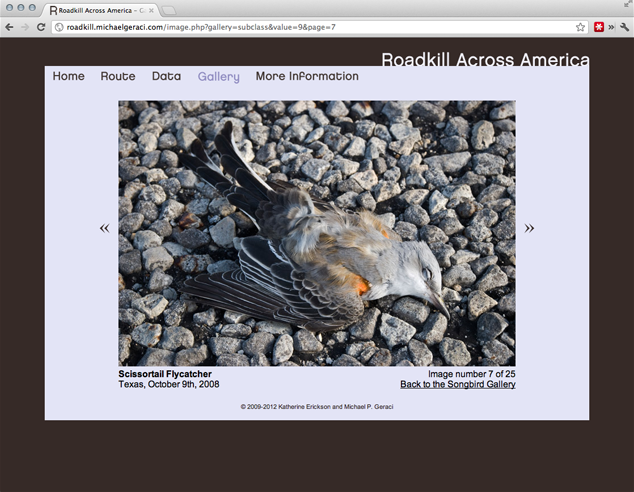 Roadkill Across America – C
roadkill.michaelgeraci.com/image.php?gallery=subclass&value=9&page=7
Roadkill Across America
Home Route Data Gallery More Information
« »
Scissortail Flycatcher
Image number 7 of 25
Texas, October 9th, 2008
Back to the Songbird Gallery
© 2009-2012 Katherine Erickson and Michael P. Geraci